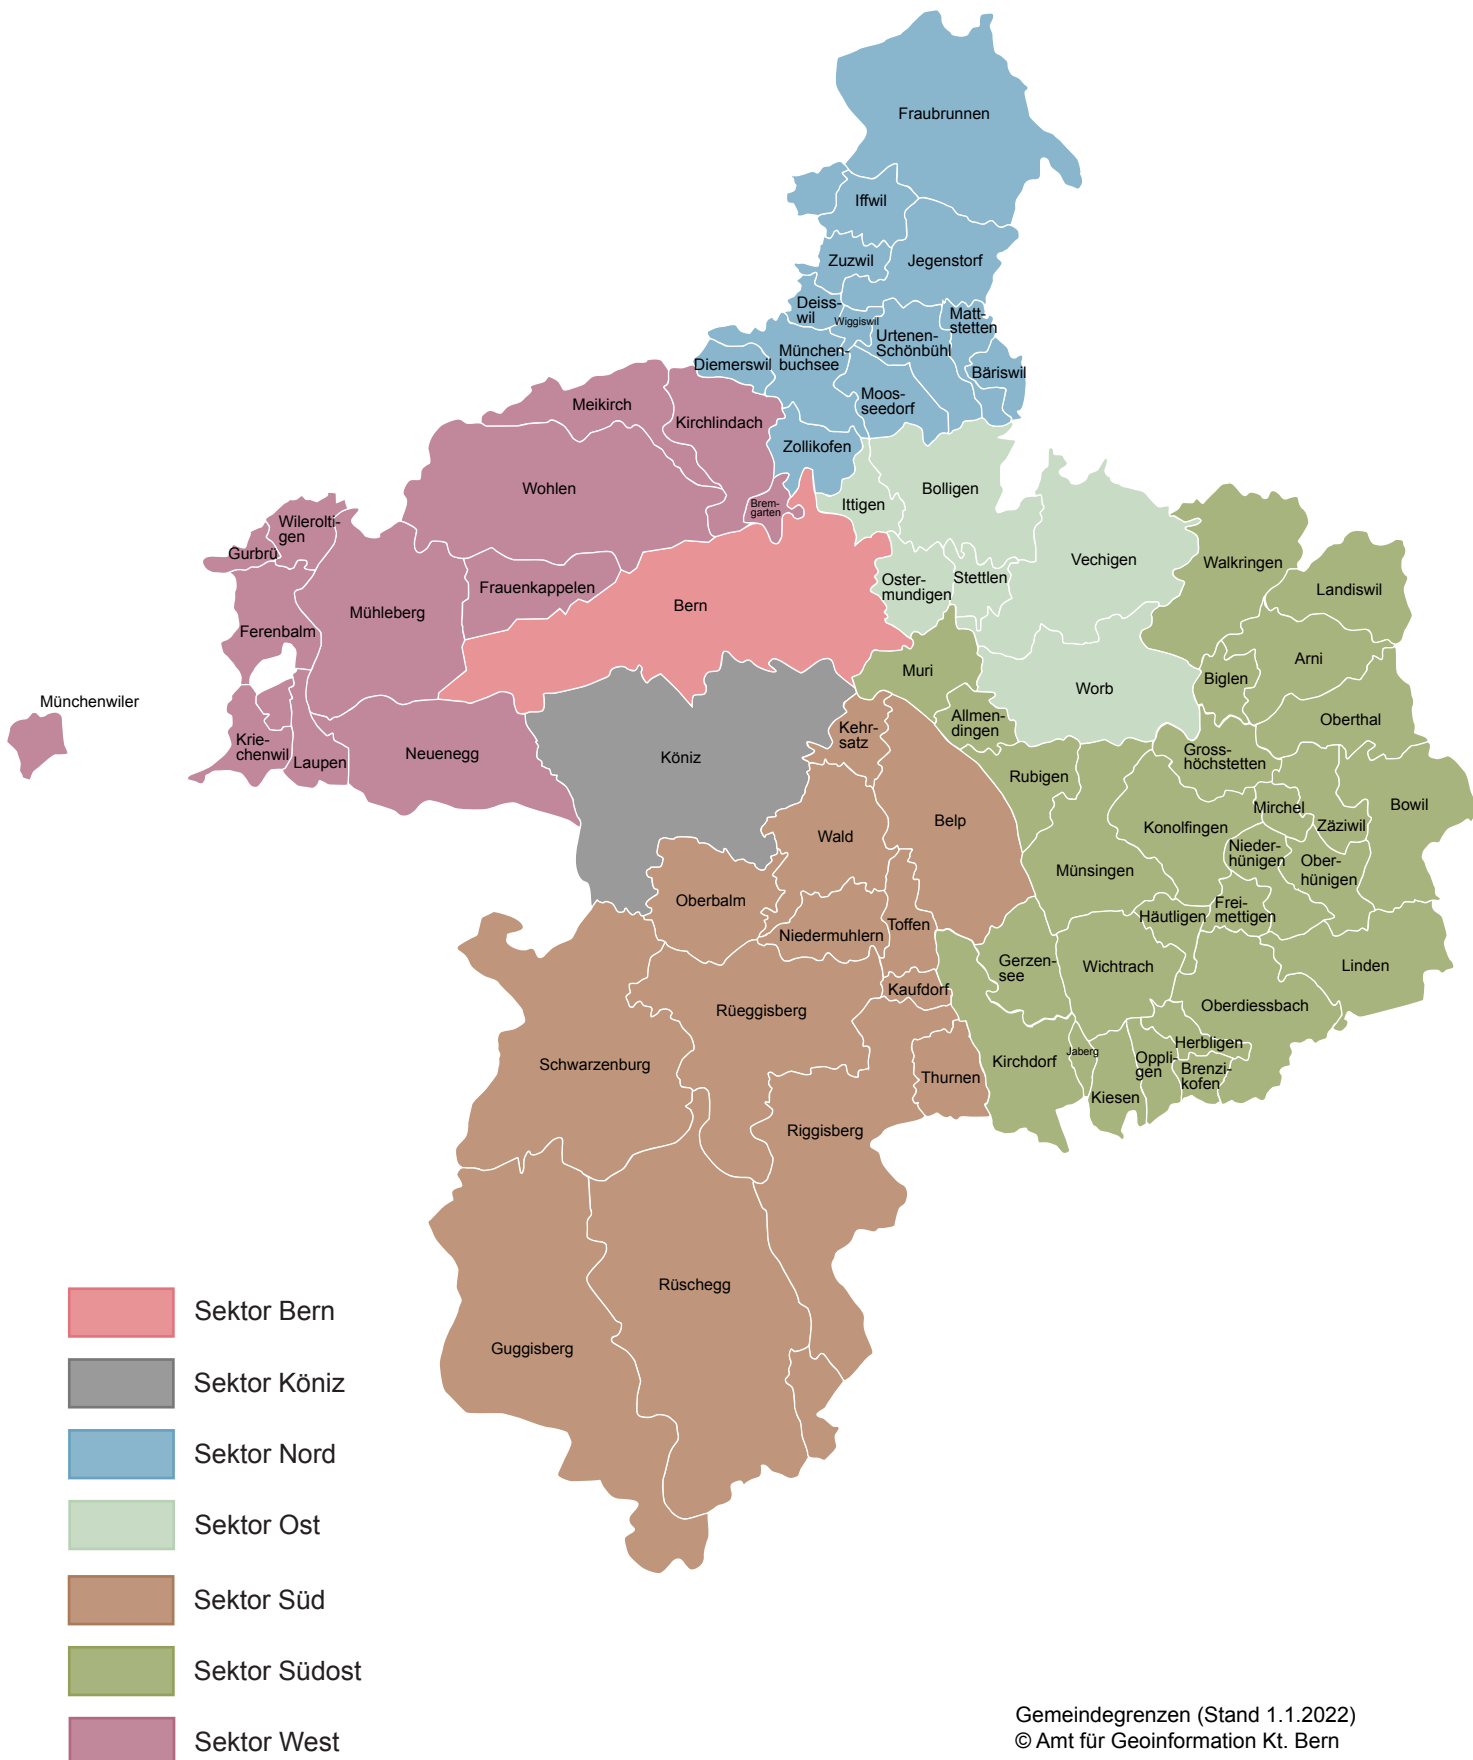 Fraubrunnen
Iffwil
Zuzwil
Jegenstorf
Deiss-
wil
Wiggiswil
Matt-
stetten
Urtenen-
Schönbühl
München-
buchsee
Diemerswil
Bäriswil
Moos-
seedorf
Meikirch
Kirchlindach
Zollikofen
Wohlen
Ittigen
Bolligen
Brem-
garten
Wilerolti-
gen
Gurbrü
Vechigen
Walkringen
Landiswil
Frauenkappelen
Oster-
mundigen
Stettlen
Mühleberg
Bern
Ferenbalm
Muri
Worb
Biglen
Arni
Münchenwiler
Allmen-
dingen
Oberthal
Krie-
chenwil
Laupen
Neuenegg
Köniz
Kehr-
satz
Rubigen
Gross-
höchstetten
Mirchel
Bowil
Wald
Belp
Konolfingen
Zäziwil
Nieder-
hünigen
Ober-
hünigen
Münsingen
Oberbalm
Toffen
Niedermuhlern
Häutligen
Frei-
mettigen
Gerzen-
see
Wichtrach
Linden
Kaufdorf
Rüeggisberg
Oberdiessbach
Schwarzenburg
Thurnen
Kirchdorf
Jaberg
Herbligen
Oppli-
gen
Brenzi-
kofen
Kiesen
Riggisberg
Rüschegg
Guggisberg
Sektor Bern
Sektor Köniz
Sektor Nord
Sektor Ost
Sektor Süd
Sektor Südost
Sektor West
Gemeindegrenzen (Stand 1.1.2022)
© Amt für Geoinformation Kt. Bern